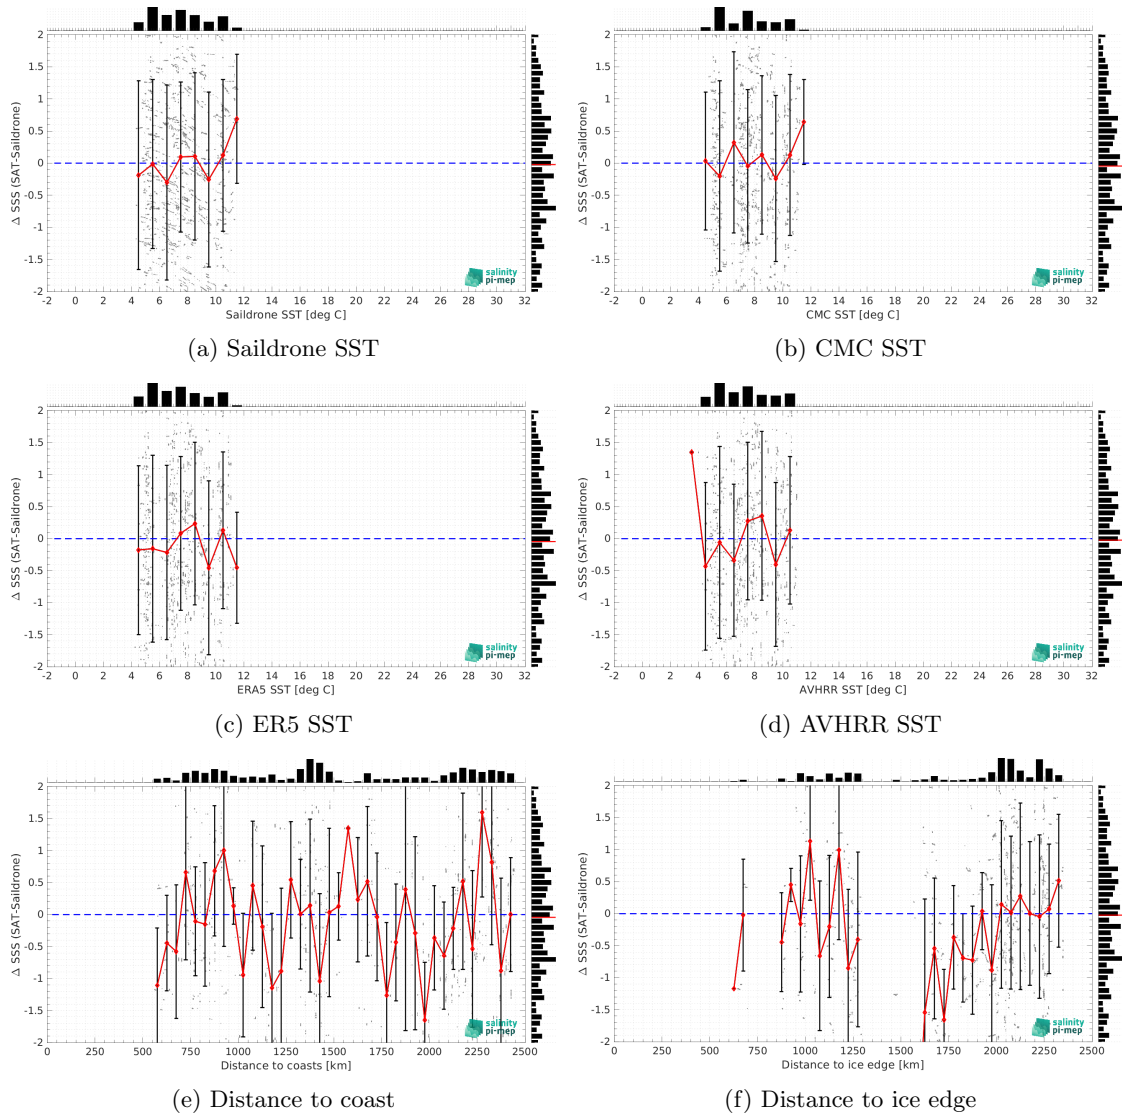 2
1.5
1
0.5
0
-0.5
-1
-1.5
-2
Δ SSS (SAT-Saildrone)
-2 0 2 4 6 8 10 12 14 16 18 20 22 24 26 28 30 32
Saildrone SST [deg C]
salinity
pi-mep
(a) Saildrone SST
2
1.5
1
0.5
0
-0.5
-1
-1.5
-2
Δ SSS (SAT-Saildrone)
-2 0 2 4 6 8 10 12 14 16 18 20 22 24 26 28 30 32
CMC SST [deg C]
salinity
pi-mep
(b) CMC SST
2
1.5
1
0.5
0
-0.5
-1
-1.5
-2
Δ SSS (SAT-Saildrone)
-2 0 2 4 6 8 10 12 14 16 18 20 22 24 26 28 30 32
ERA5 SST [deg C]
salinity
pi-mep
(c) ER5 SST
2
1.5
1
0.5
0
-0.5
-1
-1.5
-2
Δ SSS (SAT-Saildrone)
-2 0 2 4 6 8 10 12 14 16 18 20 22 24 26 28 30 32
AVHRR SST [deg C]
salinity
pi-mep
(d) AVHRR SST
2
1.5
1
0.5
0
-0.5
-1
-1.5
-2
Δ SSS (SAT-Saildrone)
0 250 500 750 1000 1250 1500 1750 2000 2250 2500
Distance to coasts [km]
salinity
pi-mep
(e) Distance to coast
2
1.5
1
0.5
0
-0.5
-1
-1.5
-2
Δ SSS (SAT-Saildrone)
0 250 500 750 1000 1250 1500 1750 2000 2250 2500
Distance to ice edge [km]
salinity
pi-mep
(f) Distance to ice edge